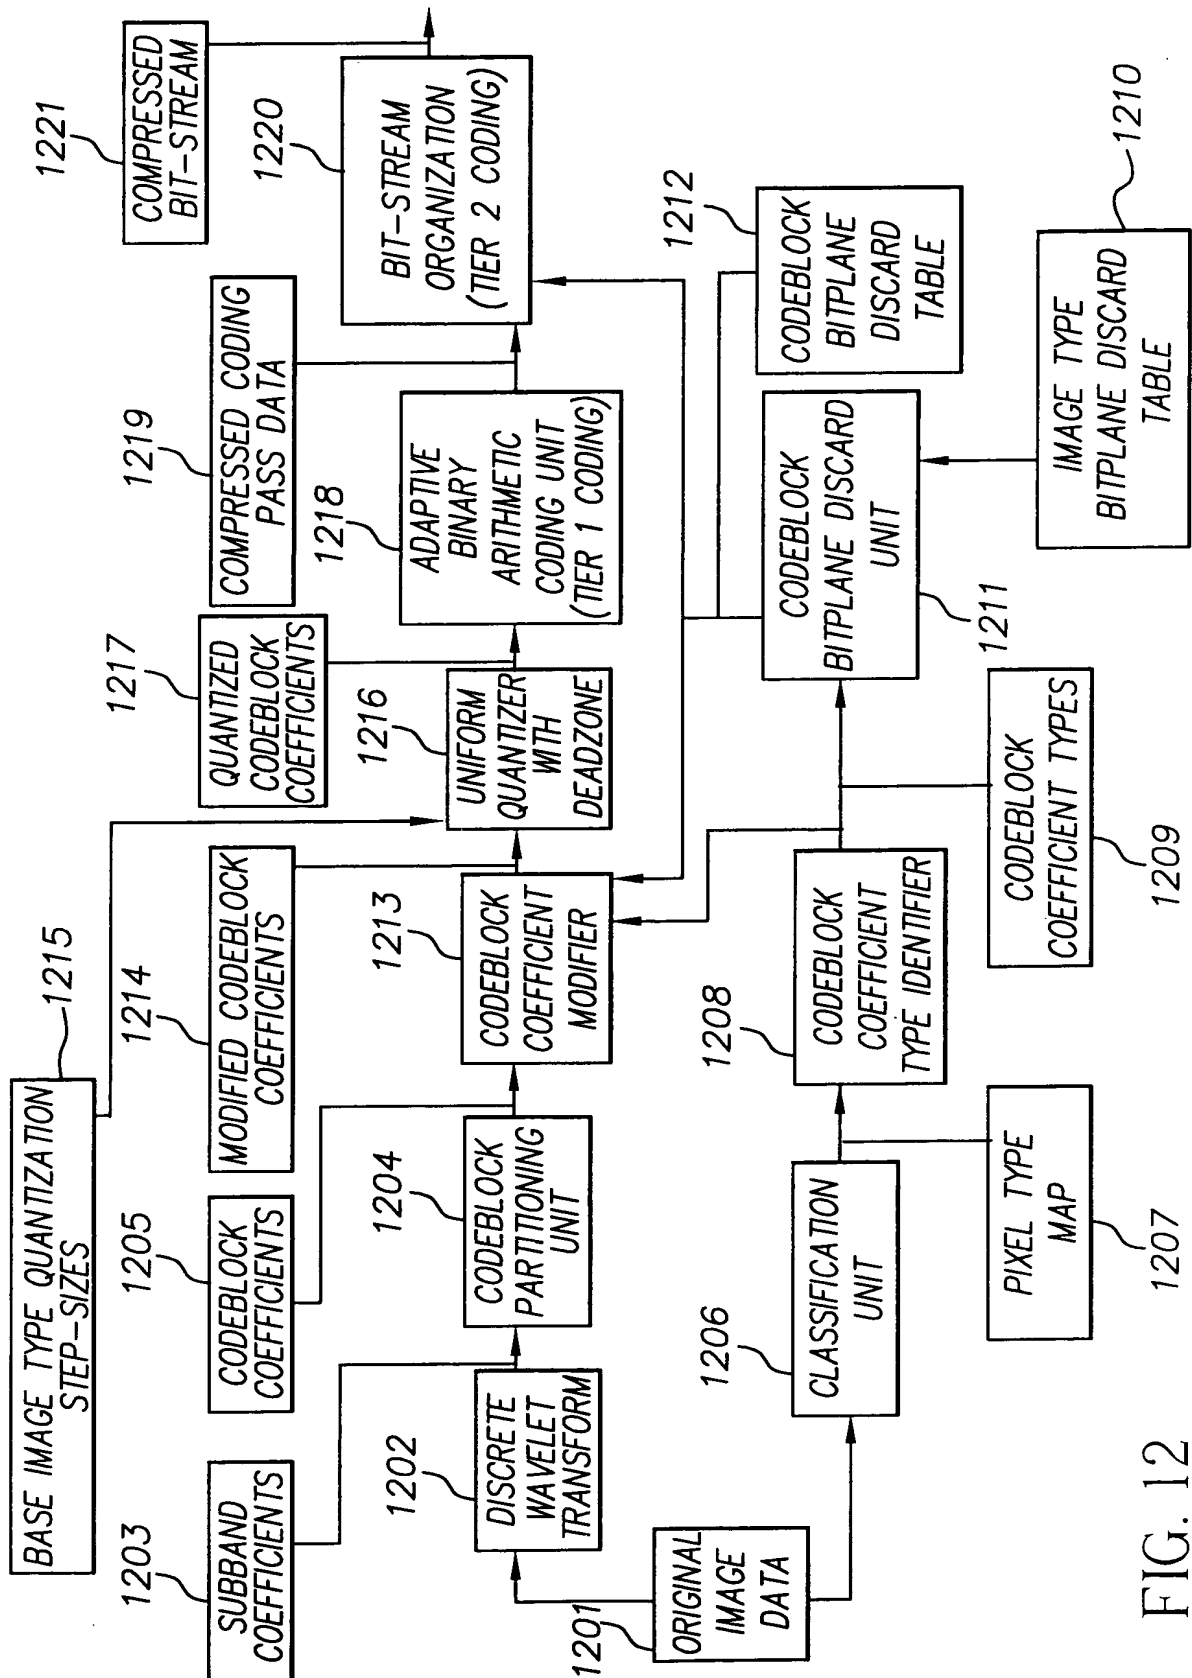 BASE IMAGE TYPE QUANTIZATION
STEP-SIZES
1215
SUBBAND
COEFFICIENTS
1203
CODEBLOCK
COEFFICIENTS
1205
MODIFIED CODEBLOCK
COEFFICIENTS
1214
QUANTIZED
CODEBLOCK
COEFFICIENTS
1217
COMPRESSED CODING
PASS DATA
1219
COMPRESSED
BIT-STREAM
1221
DISCRETE
WAVELET
TRANSFORM
1202
CODEBLOCK
PARTITIONING
UNIT
1204
CODEBLOCK
COEFFICIENT
MODIFIER
1213
UNIFORM
QUANTIZER
WITH
DEADZONE
1216
ADAPTIVE
BINARY
ARITHMETIC
CODING UNIT
(TIER 1 CODING)
1218
BIT-STREAM
ORGANIZATION
(TIER 2 CODING)
1220
ORIGINAL
IMAGE
DATA
1201
CLASSIFICATION
UNIT
1206
CODEBLOCK
COEFFICIENT
TYPE IDENTIFIER
1208
CODEBLOCK
BITPLANE DISCARD
UNIT
1211
CODEBLOCK
BITPLANE
DISCARD
TABLE
1212
PIXEL TYPE
MAP
1207
CODEBLOCK
COEFFICIENT TYPES
1209
IMAGE TYPE
BITPLANE DISCARD
TABLE
1210
FIG. 12